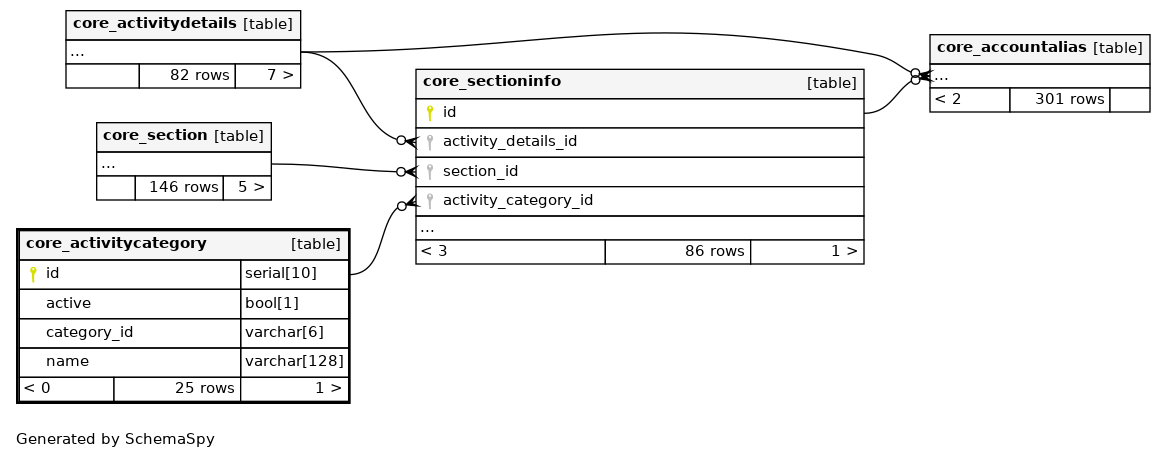 core_activitydetails [table]
...
82 rows 7 >
core_accountalias [table]
...
< 2 301 rows
core_sectioninfo [table]
id
activity_details_id
section_id
activity_category_id
...
< 3 86 rows 1 >
core_section [table]
...
146 rows 5 >
core_activitycategory [table]
id serial[10]
active bool[1]
category_id varchar[6]
name varchar[128]
< 0 25 rows 1 >
Generated by SchemaSpy